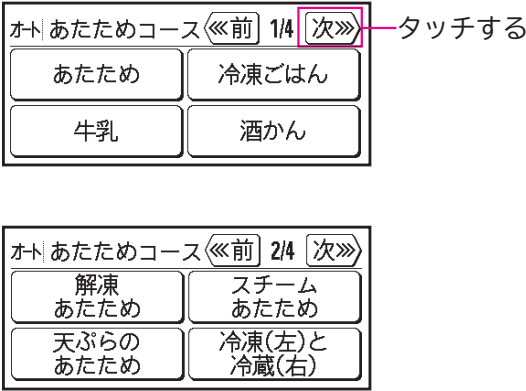 オート あたためコース ⋘前 1/4 次⋙ タッチする
あたため 冷凍ごはん
牛乳 酒かん
オート あたためコース ⋘前 2/4 次⋙
解凍
あたため
スチーム
あたため
天ぷらの
あたため
冷凍(左)と
冷蔵(右)